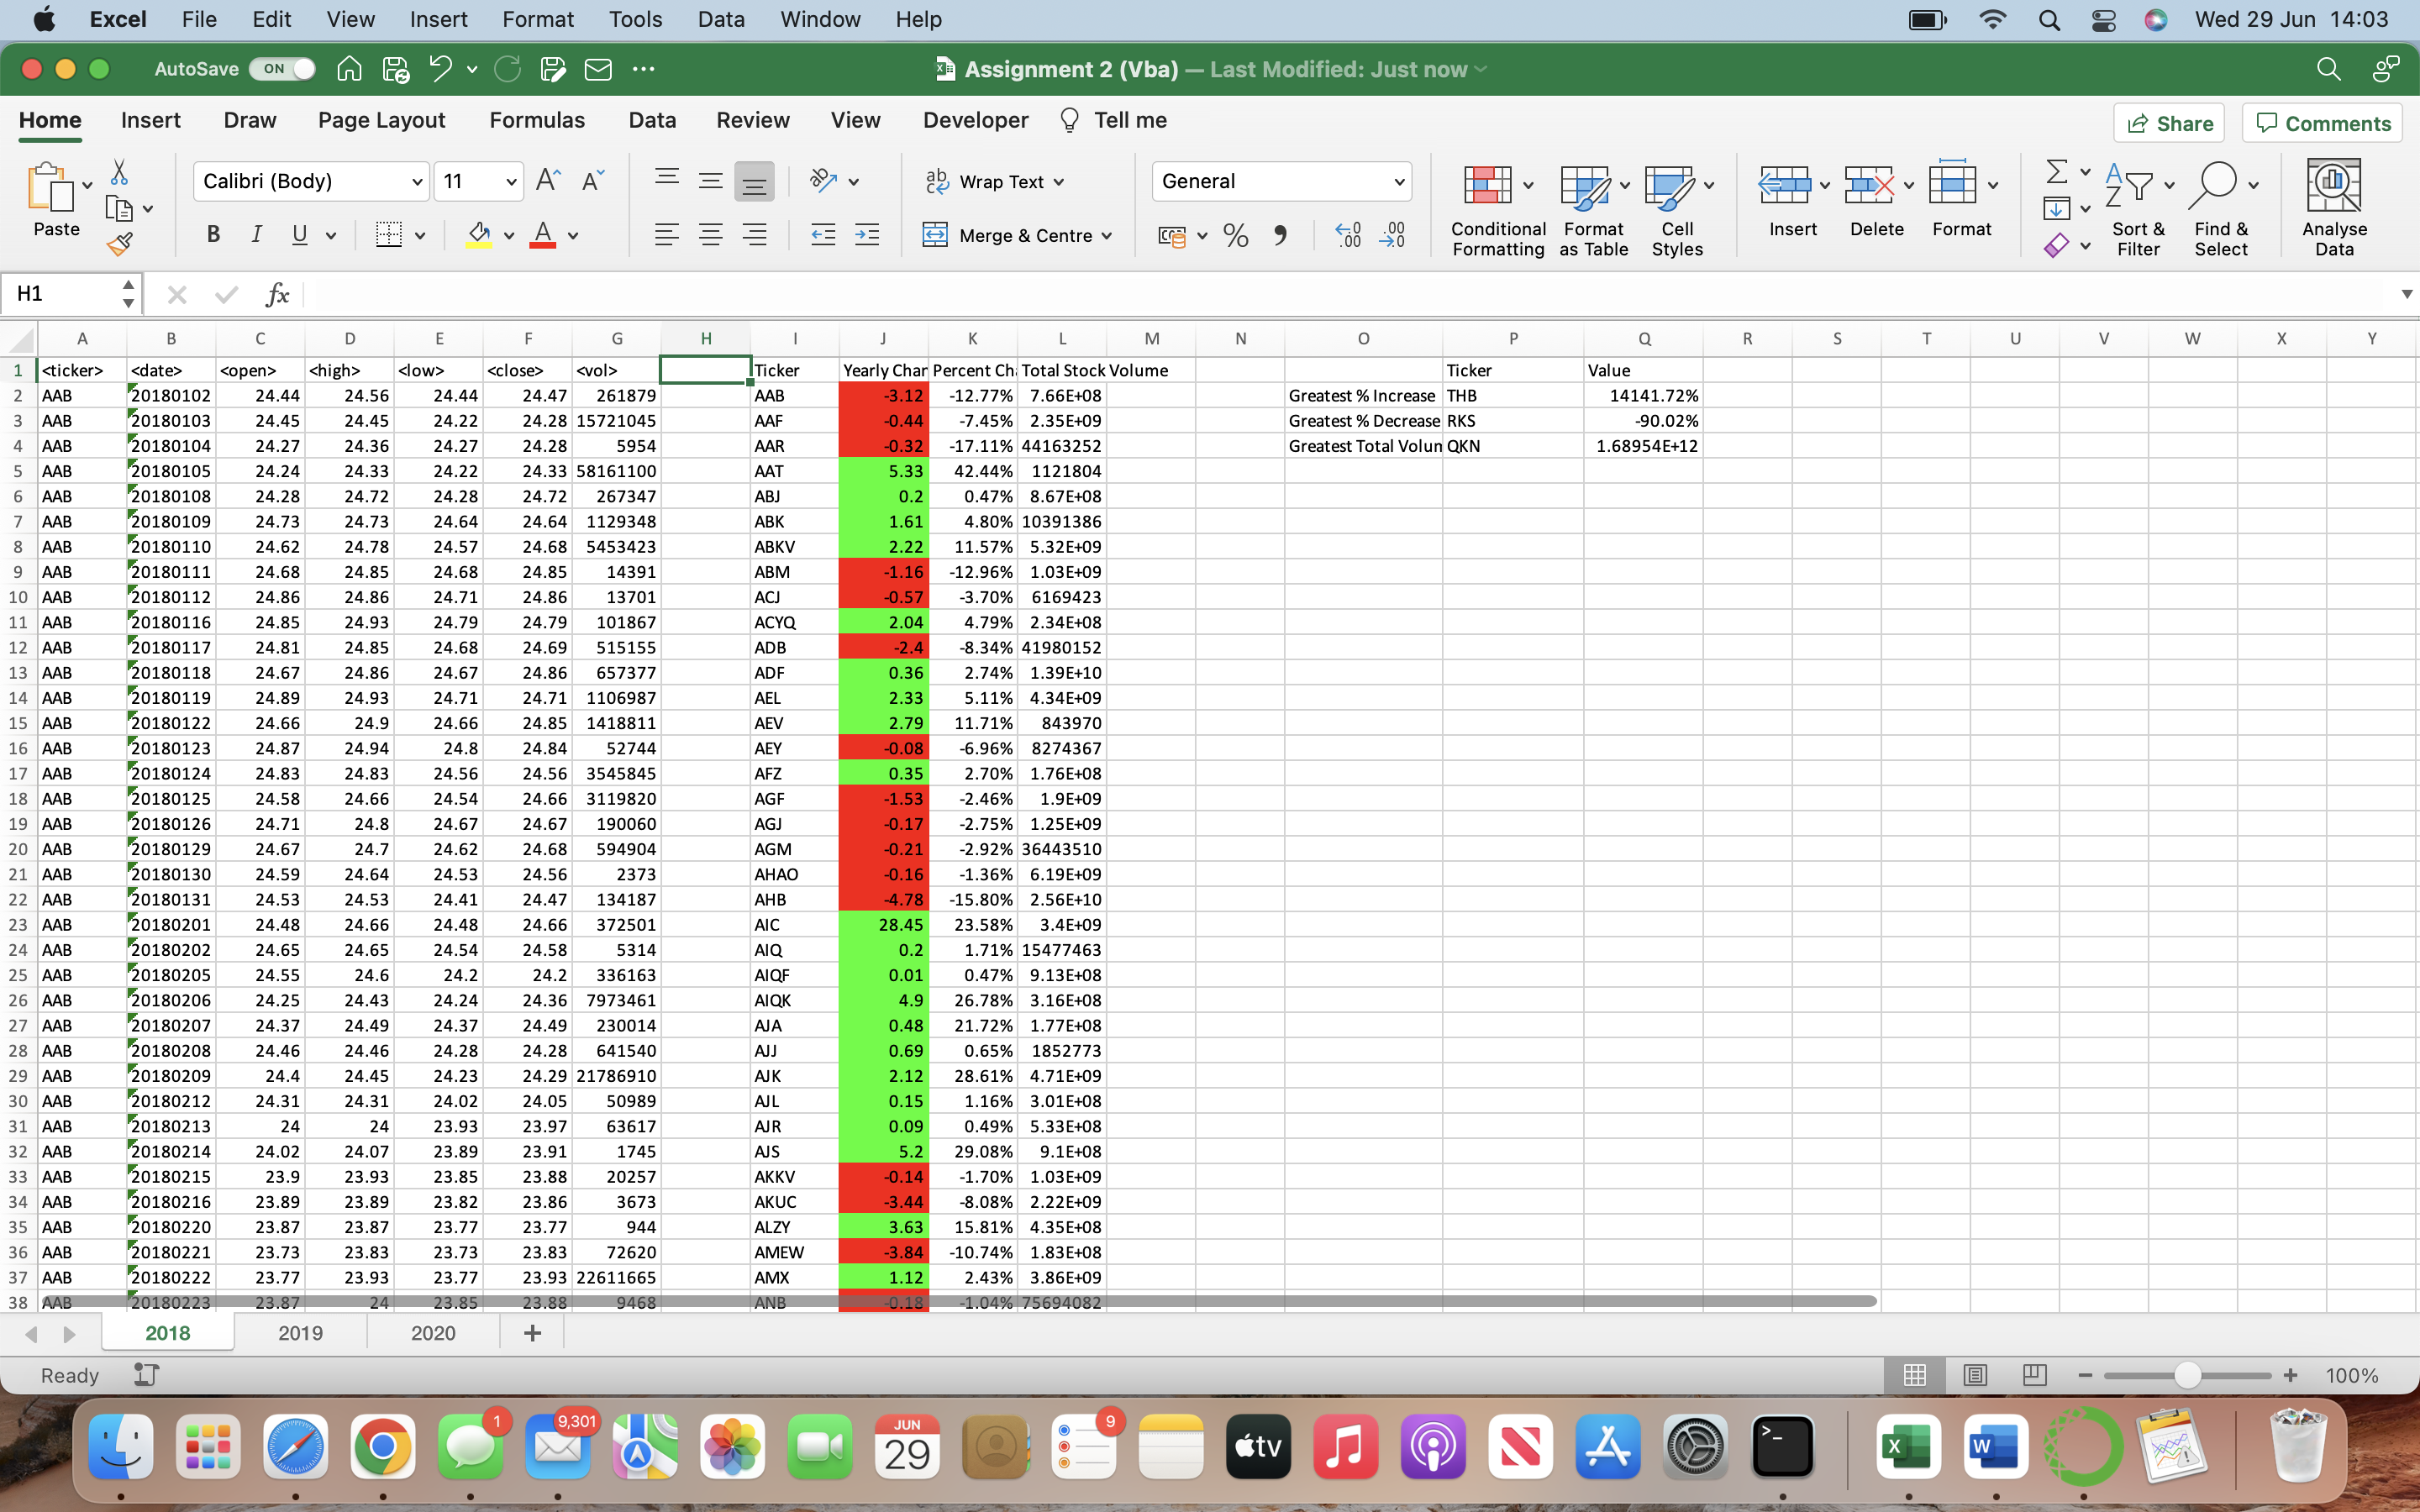 Excel File Edit View Insert Format Tools Data Window Help Wed 29 Jun 14:03
AutoSave ON Assignment 2 (Vba) — Last Modified: Just now
Home Insert Draw Page Layout Formulas Data Review View Developer Tell me Share Comments
Paste Calibri (Body) 11 Wrap Text Merge & Centre General Conditional Formatting Format as Table Cell Styles Insert Delete Format Sort & Filter Find & Select Analyse Data
H1 fx
A B C D E F G H I J K L M N O P Q R S T U V W X Y
1 <ticker> <date> <open> <high> <low> <close> <vol> Ticker Yearly Char Percent Ch Total Stock Volume Ticker Value
2 AAB 20180102 24.44 24.56 24.44 24.47 261879 AAB -3.12 -12.77% 7.66E+08 Greatest % Increase THB 14141.72%
3 AAB 20180103 24.45 24.45 24.22 24.28 15721045 AAF -0.44 -7.45% 2.35E+09 Greatest % Decrease RKS -90.02%
4 AAB 20180104 24.27 24.36 24.27 24.28 5954 AAR -0.32 -17.11% 44163252 Greatest Total Volun QKN 1.68954E+12
5 AAB 20180105 24.24 24.33 24.22 24.33 58161100 AAT 5.33 42.44% 1121804
6 AAB 20180108 24.28 24.72 24.28 24.72 267347 ABJ 0.2 0.47% 8.67E+08
7 AAB 20180109 24.73 24.73 24.64 24.64 1129348 ABK 1.61 4.80% 10391386
8 AAB 20180110 24.62 24.78 24.57 24.68 5453423 ABKV 2.22 11.57% 5.32E+09
9 AAB 20180111 24.68 24.85 24.68 24.85 14391 ABM -1.16 -12.96% 1.03E+09
10 AAB 20180112 24.86 24.86 24.71 24.86 13701 ACJ -0.57 -3.70% 6169423
11 AAB 20180116 24.85 24.93 24.79 24.79 101867 ACYQ 2.04 4.79% 2.34E+08
12 AAB 20180117 24.81 24.85 24.68 24.69 515155 ADB -2.4 -8.34% 41980152
13 AAB 20180118 24.67 24.86 24.67 24.86 657377 ADF 0.36 2.74% 1.39E+10
14 AAB 20180119 24.89 24.93 24.71 24.71 1106987 AEL 2.33 5.11% 4.34E+09
15 AAB 20180122 24.66 24.9 24.66 24.85 1418811 AEV 2.79 11.71% 843970
16 AAB 20180123 24.87 24.94 24.8 24.84 52744 AEY -0.08 -6.96% 8274367
17 AAB 20180124 24.83 24.83 24.56 24.56 3545845 AFZ 0.35 2.70% 1.76E+08
18 AAB 20180125 24.58 24.66 24.54 24.66 3119820 AGF -1.53 -2.46% 1.9E+09
19 AAB 20180126 24.71 24.8 24.67 24.67 190060 AGJ -0.17 -2.75% 1.25E+09
20 AAB 20180129 24.67 24.7 24.62 24.68 594904 AGM -0.21 -2.92% 36443510
21 AAB 20180130 24.59 24.64 24.53 24.56 2373 AHAO -0.16 -1.36% 6.19E+09
22 AAB 20180131 24.53 24.53 24.41 24.47 134187 AHB -4.78 -15.80% 2.56E+10
23 AAB 20180201 24.48 24.66 24.48 24.66 372501 AIC 28.45 23.58% 3.4E+09
24 AAB 20180202 24.65 24.65 24.54 24.58 5314 AIQ 0.2 1.71% 15477463
25 AAB 20180205 24.55 24.6 24.2 24.2 336163 AIQF 0.01 0.47% 9.13E+08
26 AAB 20180206 24.25 24.43 24.24 24.36 7973461 AIQK 4.9 26.78% 3.16E+08
27 AAB 20180207 24.37 24.49 24.37 24.49 230014 AJA 0.48 21.72% 1.77E+08
28 AAB 20180208 24.46 24.46 24.28 24.28 641540 AJJ 0.69 0.65% 1852773
29 AAB 20180209 24.4 24.45 24.23 24.29 21786910 AJK 2.12 28.61% 4.71E+09
30 AAB 20180212 24.31 24.31 24.02 24.05 50989 AJL 0.15 1.16% 3.01E+08
31 AAB 20180213 24 24 23.93 23.97 63617 AJR 0.09 0.49% 5.33E+08
32 AAB 20180214 24.02 24.07 23.89 23.91 1745 AJS 5.2 29.08% 9.1E+08
33 AAB 20180215 23.9 23.93 23.85 23.88 20257 AKKV -0.14 -1.70% 1.03E+09
34 AAB 20180216 23.89 23.89 23.82 23.86 3673 AKUC -3.44 -8.08% 2.22E+09
35 AAB 20180220 23.87 23.87 23.77 23.77 944 ALZY 3.63 15.81% 4.35E+08
36 AAB 20180221 23.73 23.83 23.73 23.83 72620 AMEW -3.84 -10.74% 1.83E+08
37 AAB 20180222 23.77 23.93 23.77 23.93 22611665 AMX 1.12 2.43% 3.86E+09
38 AAB 20180223 23.87 24 23.85 23.88 9468 ANB -0.18 -1.04% 75694082
2018 2019 2020 +
Ready 100%
1 9,301 JUN 29 9 tv